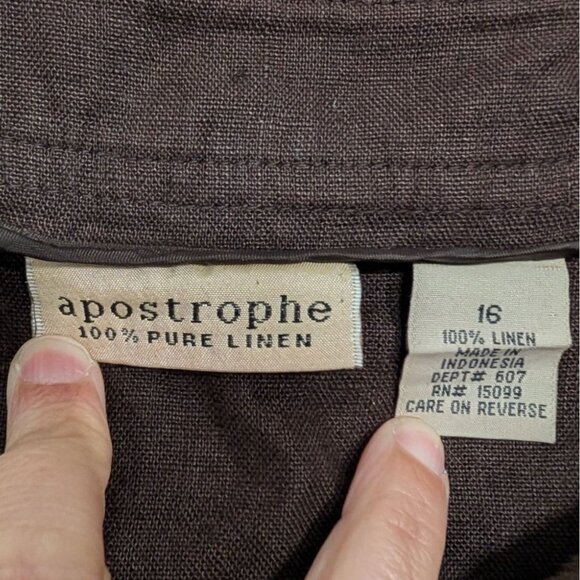 apostrophe
100% PURE LINEN
16
100% LINEN
MADE IN
INDONESIA
DEPT# 607
RN# 15099
CARE ON REVERSE